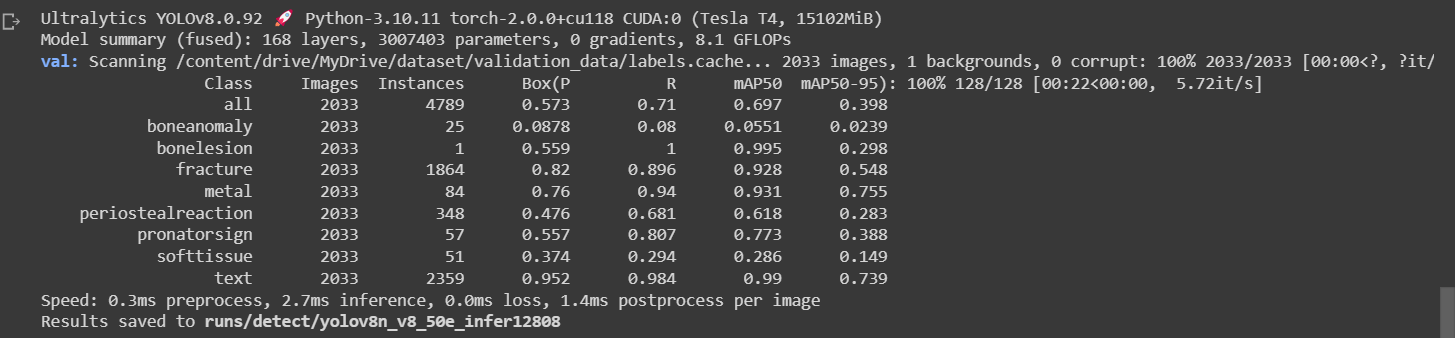 Ultralytics YOLOv8.0.92 🚀 Python-3.10.11 torch-2.0.0+cu118 CUDA:0 (Tesla T4, 15102MiB)
Model summary (fused): 168 layers, 3007403 parameters, 0 gradients, 8.1 GFLOPs
val: Scanning /content/drive/MyDrive/dataset/validation_data/labels.cache... 2033 images, 1 backgrounds, 0 corrupt: 100% 2033/2033 [00:00<?, ?it/
Class Images Instances Box(P R mAP50 mAP50-95): 100% 128/128 [00:22<00:00, 5.72it/s]
all 2033 4789 0.573 0.71 0.697 0.398
boneanomaly 2033 25 0.0878 0.08 0.0551 0.0239
bonelesion 2033 1 0.559 1 0.995 0.298
fracture 2033 1864 0.82 0.896 0.928 0.548
metal 2033 84 0.76 0.94 0.931 0.755
periostealreaction 2033 348 0.476 0.681 0.618 0.283
pronatorsign 2033 57 0.557 0.807 0.773 0.388
softtissue 2033 51 0.374 0.294 0.286 0.149
text 2033 2359 0.952 0.984 0.99 0.739
Speed: 0.3ms preprocess, 2.7ms inference, 0.0ms loss, 1.4ms postprocess per image
Results saved to runs/detect/yolov8n_v8_50e_infer12808